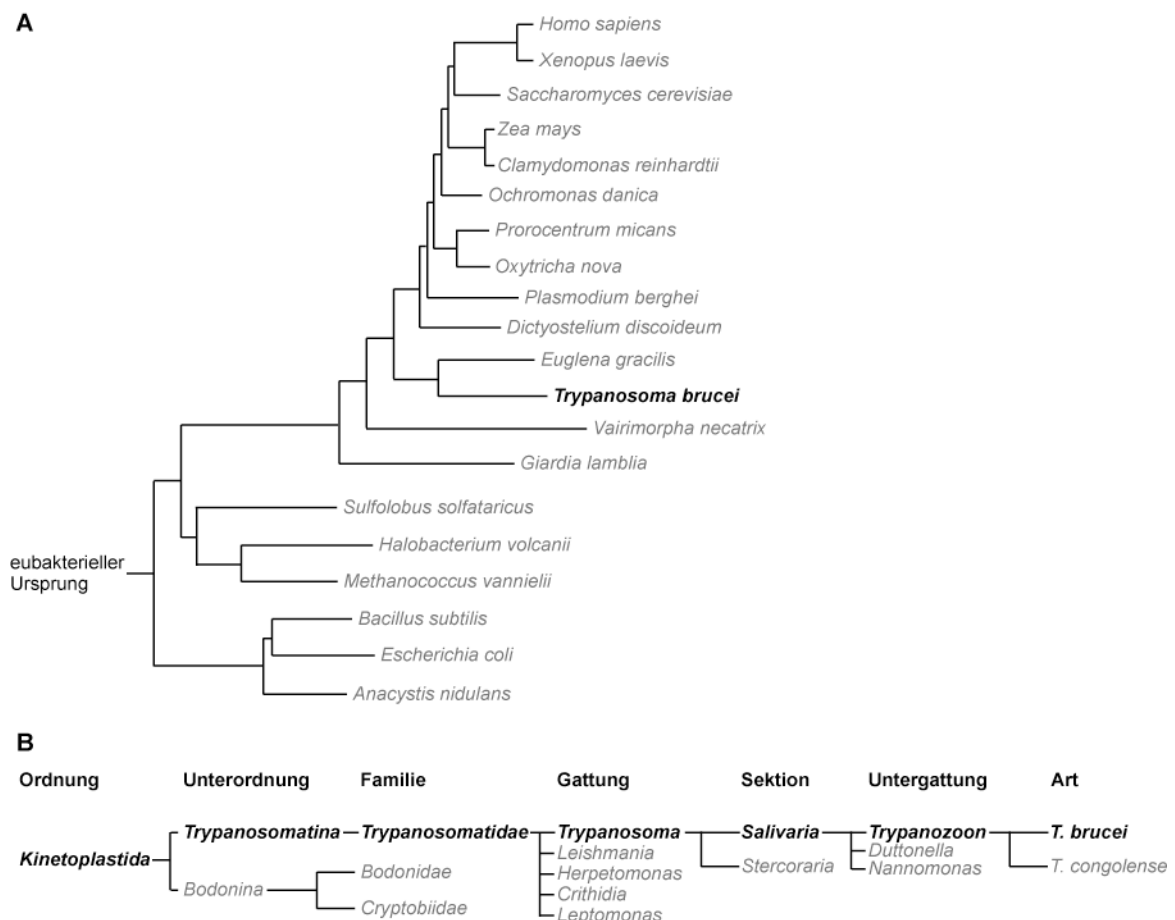 A
Homo sapiens
Xenopus laevis
Saccharomyces cerevisiae
Zea mays
Clamydomonas reinhardtii
Ochromonas danica
Prorocentrum micans
Oxytricha nova
Plasmodium berghei
Dictyostelium discoideum
Euglena gracilis
Trypanosoma brucei
Vairimorpha necatrix
Giardia lamblia
Sulfolobus solfataricus
eubakterieller
Ursprung
Halobacterium volcanii
Methanococcus vannielii
Bacillus subtilis
Escherichia coli
Anacystis nidulans
B
Ordnung Unterordnung Familie Gattung Sektion Untergattung Art
Trypanosomatina Trypanosomatidae Trypanosoma Salivaria Trypanozoon T. brucei
Kinetoplastida
Leishmania Duttonella
Bodonidae Herpetomonas Stercoraria Nannomonas T. congolense
Bodonina Crithidia
Cryptobiidae Leptomonas